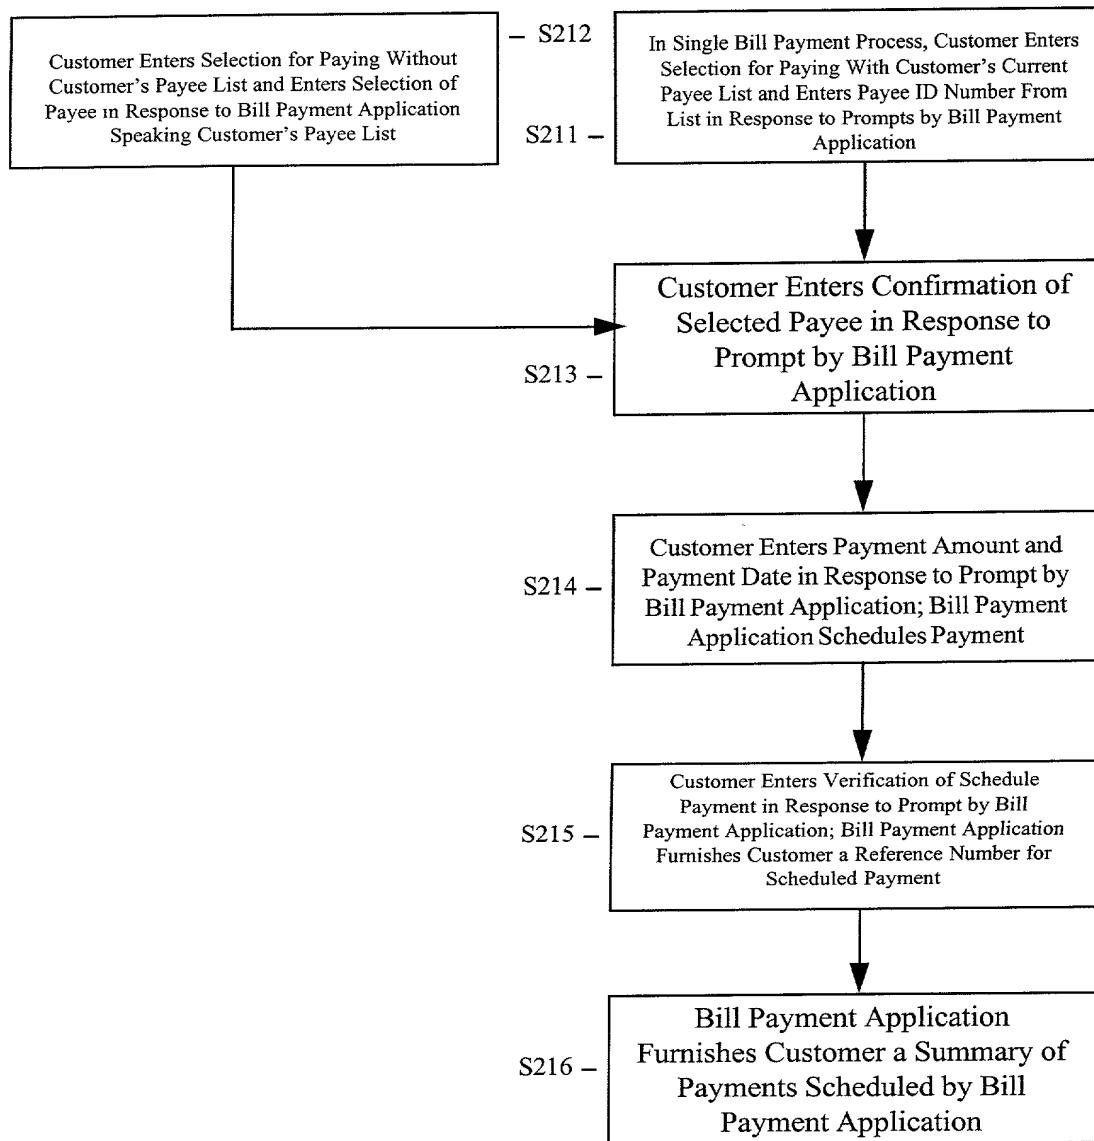 Customer Enters Selection for Paying Without
Customer's Payee List and Enters Selection of
Payee in Response to Bill Payment Application
Speaking Customer's Payee List
– S212
In Single Bill Payment Process, Customer Enters
Selection for Paying With Customer's Current
Payee List and Enters Payee ID Number From
List in Response to Prompts by Bill Payment
Application
S211 –
Customer Enters Confirmation of
Selected Payee in Response to
Prompt by Bill Payment
Application
S213 –
Customer Enters Payment Amount and
Payment Date in Response to Prompt by
Bill Payment Application; Bill Payment
Application Schedules Payment
S214 –
Customer Enters Verification of Schedule
Payment in Response to Prompt by Bill
Payment Application; Bill Payment Application
Furnishes Customer a Reference Number for
Scheduled Payment
S215 –
Bill Payment Application
Furnishes Customer a Summary of
Payments Scheduled by Bill
Payment Application
S216 –